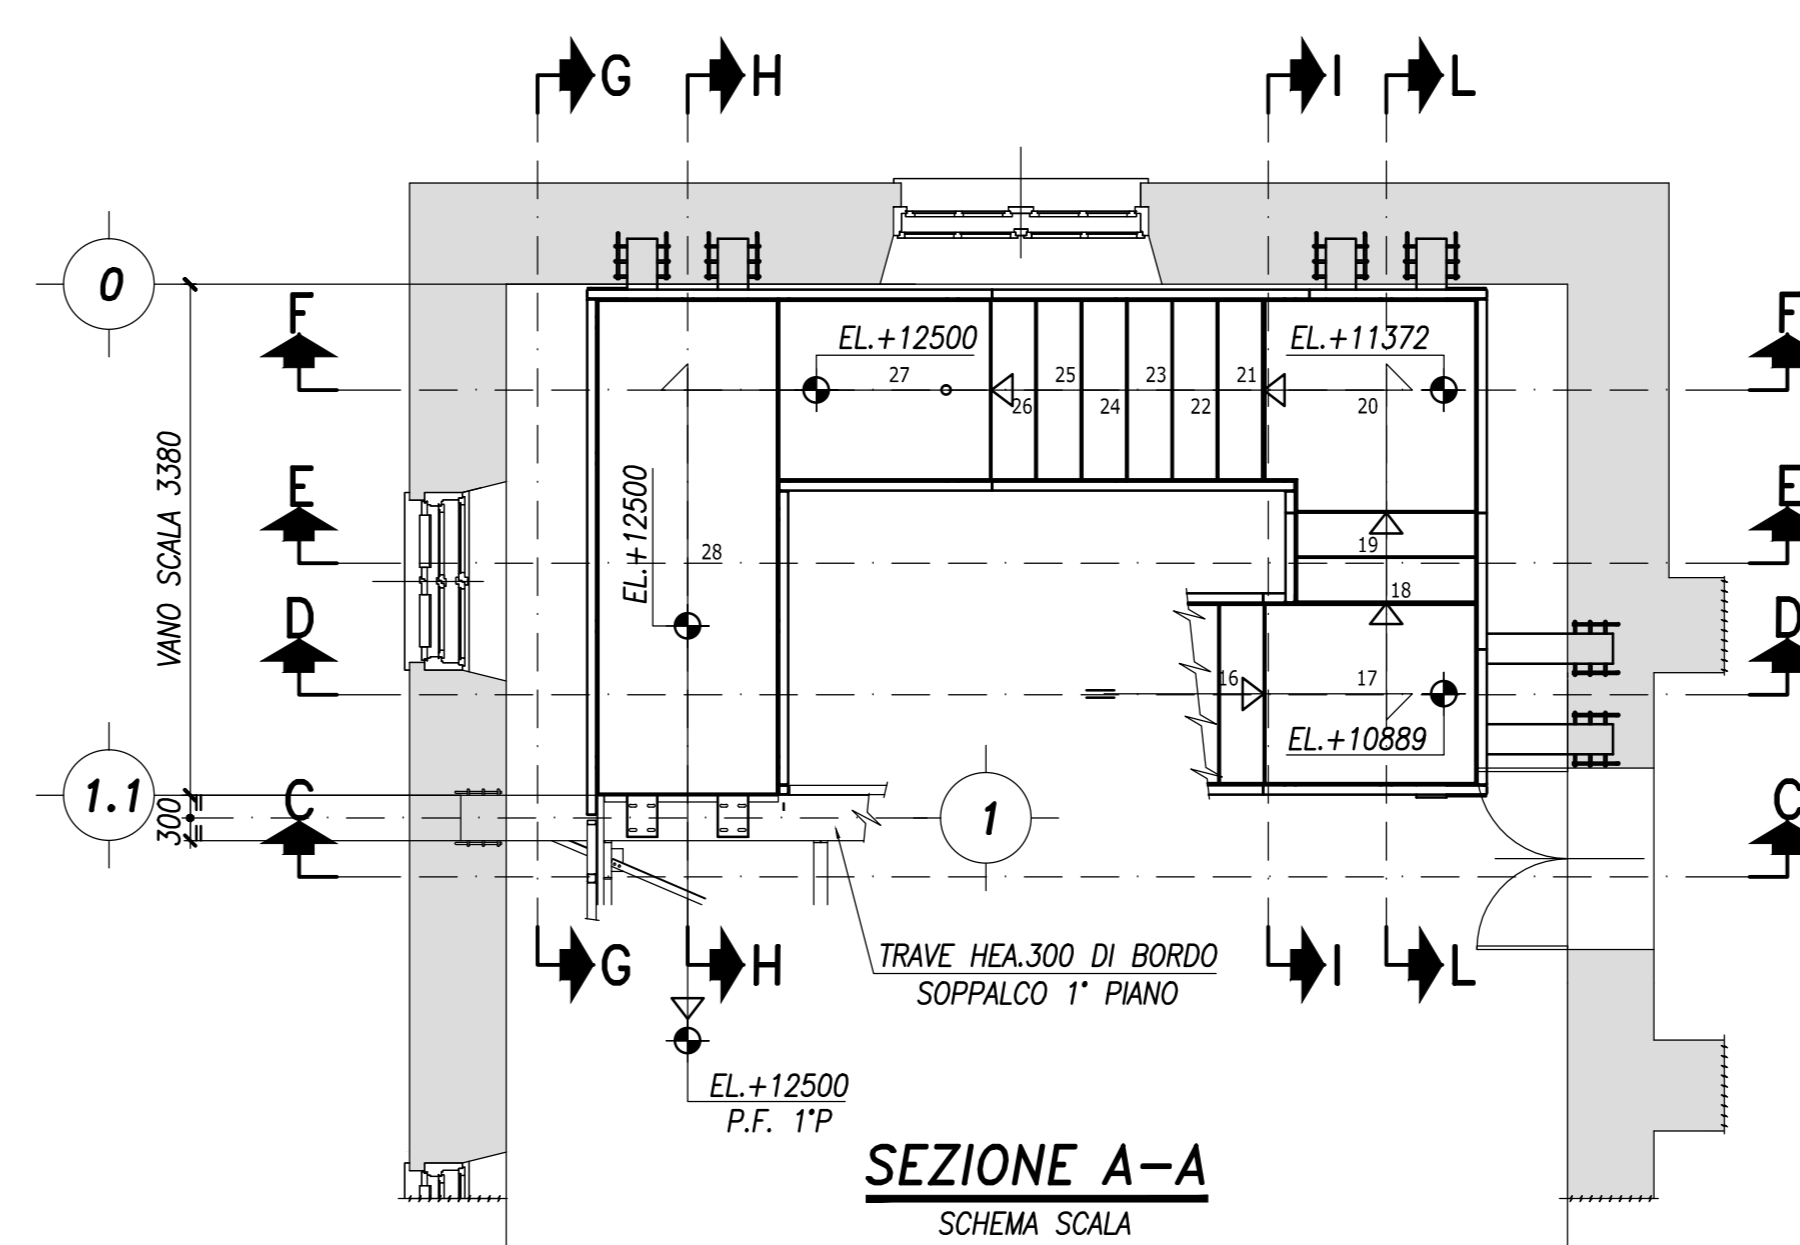 G H I L
0
F F
EL.+12500 EL.+11372
27 25 23 21
26 24 22 20
VANO SCALA 3380
E E
EL.+12500
28
19
18
D D
16 17
EL.+10889
1.1
C C
300
1
TRAVE HEA.300 DI BORDO
SOPPALCO 1° PIANO
G H I L
EL.+12500
P.F. 1°P
SEZIONE A-A
SCHEMA SCALA